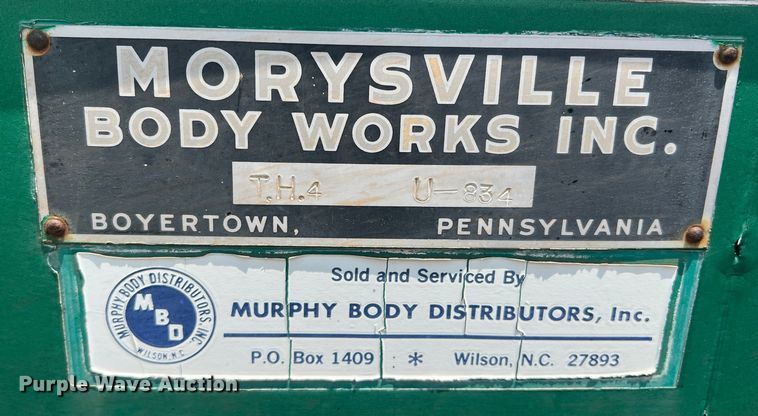 MORYSVILLE
BODY WORKS INC.
T.H.4 U-834
BOYERTOWN, PENNSYLVANIA
MURPHY BODY DISTRIBUTORS, INC.
MBD
WILSON, N.C.
Sold and Serviced By
MURPHY BODY DISTRIBUTORS, Inc.
P.O. Box 1409 * Wilson, N.C. 27893
Purple Wave Auction